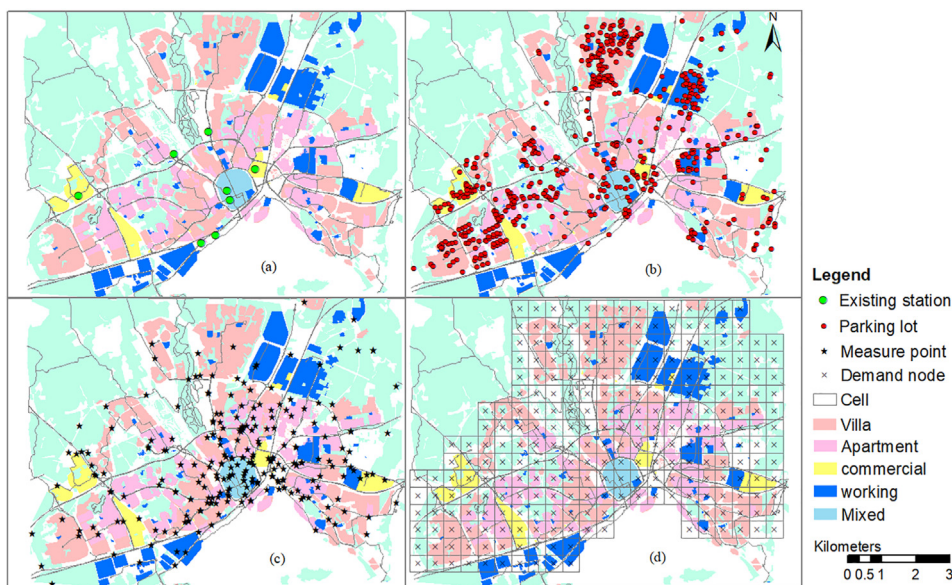 N
(a)
(b)
(c)
(d)
Legend
Existing station
Parking lot
Measure point
Demand node
Cell
Villa
Apartment
commercial
working
Mixed
Kilometers
0 0.5 1 2 3